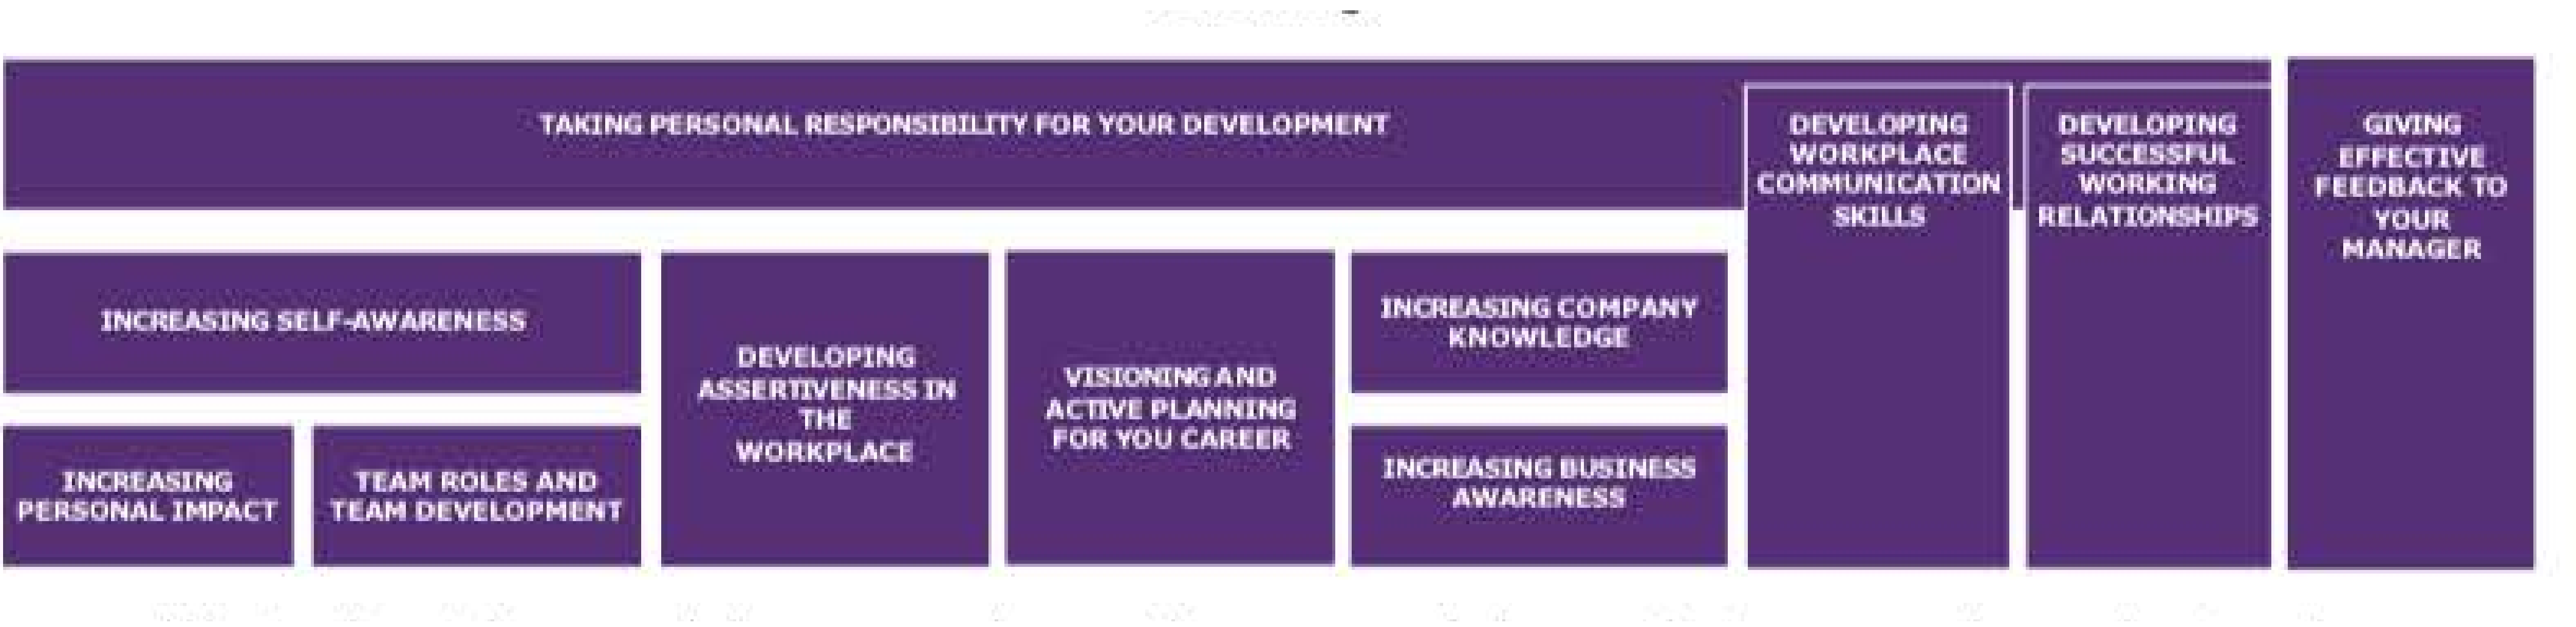 TAKING PERSONAL RESPONSIBILITY FOR YOUR DEVELOPMENT
DEVELOPING
WORKPLACE
COMMUNICATION
SKILLS
DEVELOPING
SUCCESSFUL
WORKING
RELATIONSHIPS
GIVING
EFFECTIVE
FEEDBACK TO
YOUR
MANAGER
INCREASING SELF-AWARENESS
DEVELOPING
ASSERTIVENESS IN
THE
WORKPLACE
VISIONING AND
ACTIVE PLANNING
FOR YOU CAREER
INCREASING COMPANY
KNOWLEDGE
INCREASING
PERSONAL IMPACT
TEAM ROLES AND
TEAM DEVELOPMENT
INCREASING BUSINESS
AWARENESS